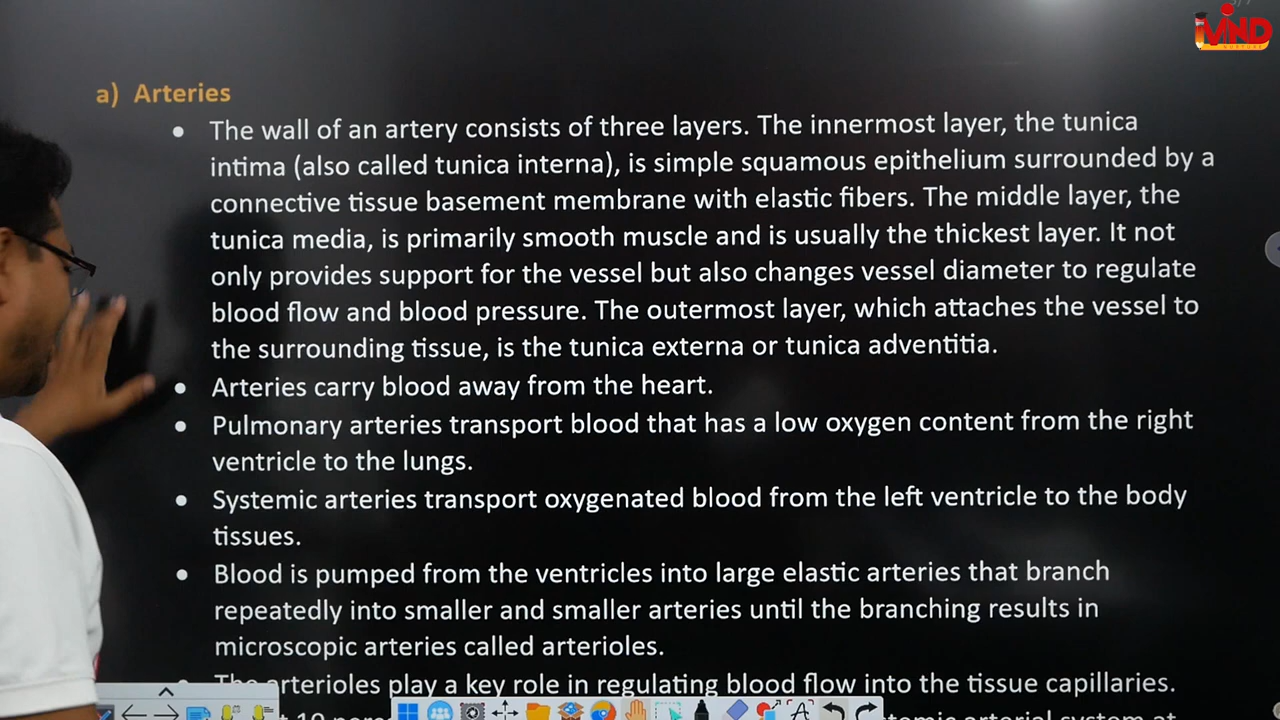 iMIND
NURTURE
a) Arteries
• The wall of an artery consists of three layers. The innermost layer, the tunica
intima (also called tunica interna), is simple squamous epithelium surrounded by a
connective tissue basement membrane with elastic fibers. The middle layer, the
tunica media, is primarily smooth muscle and is usually the thickest layer. It not
only provides support for the vessel but also changes vessel diameter to regulate
blood flow and blood pressure. The outermost layer, which attaches the vessel to
the surrounding tissue, is the tunica externa or tunica adventitia.
• Arteries carry blood away from the heart.
• Pulmonary arteries transport blood that has a low oxygen content from the right
ventricle to the lungs.
• Systemic arteries transport oxygenated blood from the left ventricle to the body
tissues.
• Blood is pumped from the ventricles into large elastic arteries that branch
repeatedly into smaller and smaller arteries until the branching results in
microscopic arteries called arterioles.
• The arterioles play a key role in regulating blood flow into the tissue capillaries.